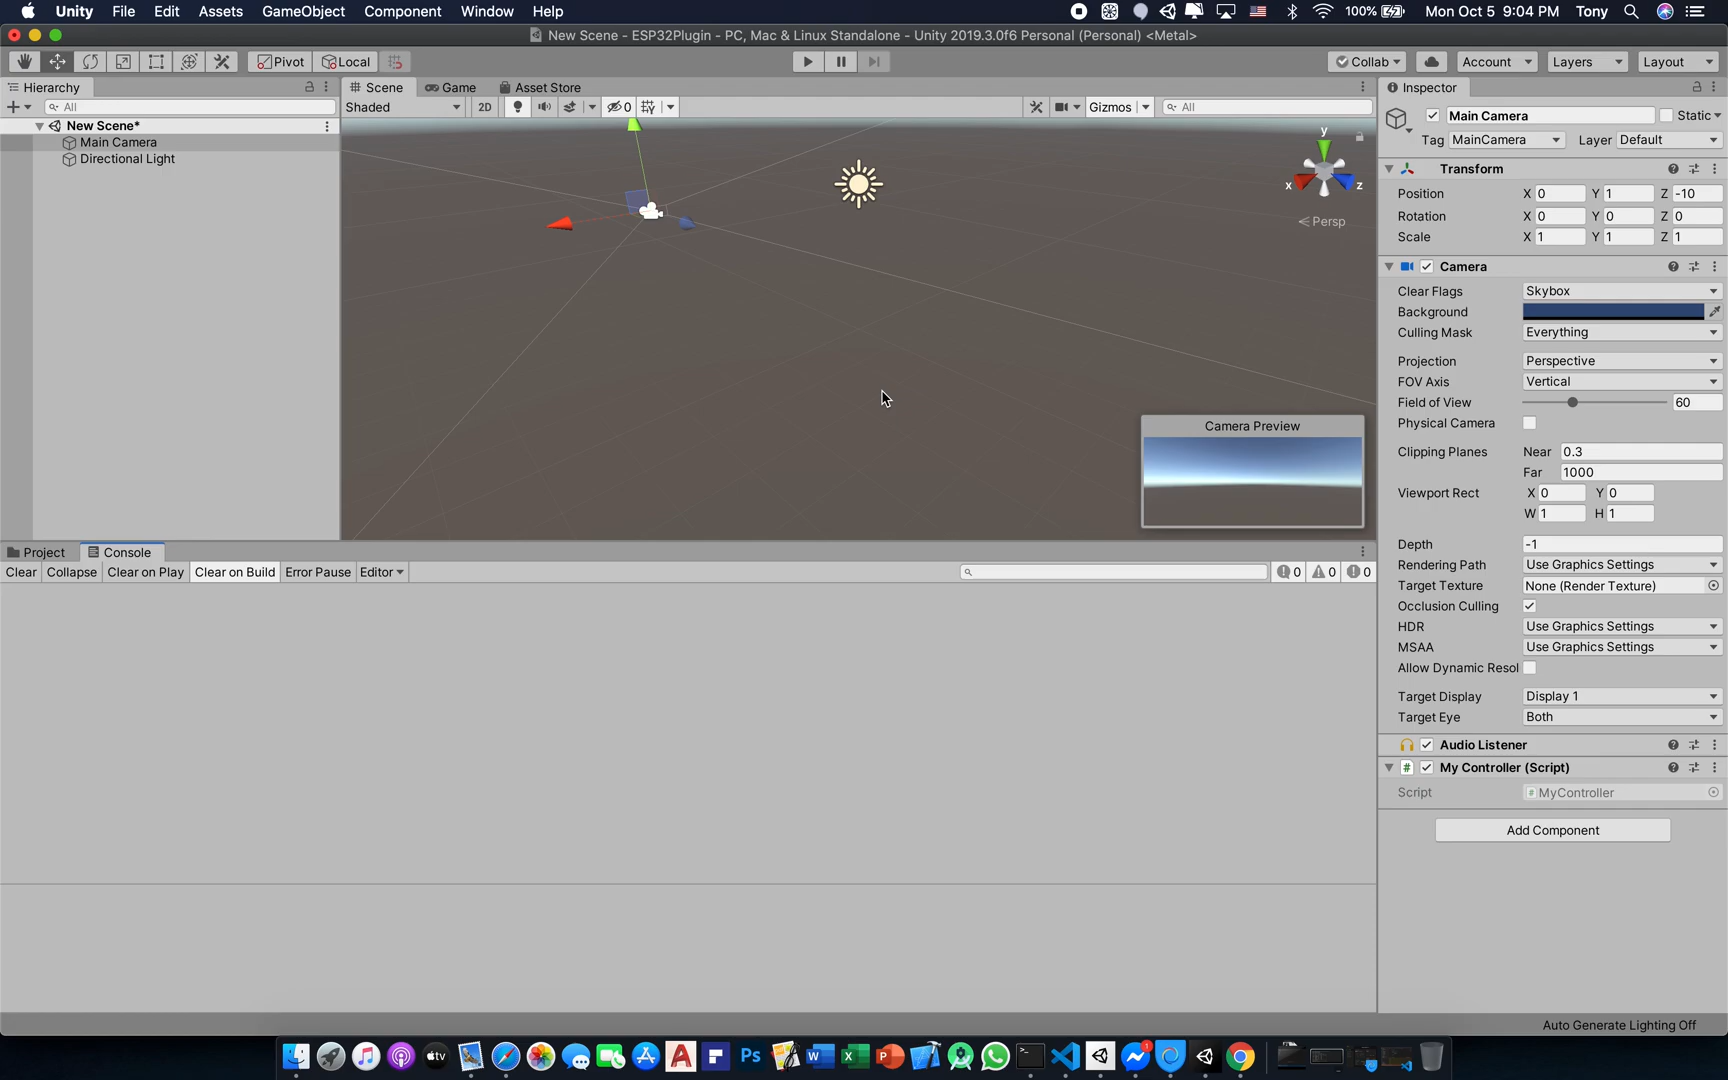 Unity File Edit Assets GameObject Component Window Help 100% Mon Oct 5 9:04 PM Tony
New Scene - ESP32Plugin - PC, Mac & Linux Standalone - Unity 2019.3.0f6 Personal (Personal) <Metal>
Pivot Local Collab Account Layers Layout
Hierarchy
All
New Scene*
Main Camera
Directional Light
Scene Game Asset Store
Shaded 2D 0 Gizmos All
y
x z
Persp
Camera Preview
Inspector
Main Camera Static
Tag MainCamera Layer Default
Transform
Position X 0 Y 1 Z -10
Rotation X 0 Y 0 Z 0
Scale X 1 Y 1 Z 1
Camera
Clear Flags Skybox
Background
Culling Mask Everything
Projection Perspective
FOV Axis Vertical
Field of View 60
Physical Camera
Clipping Planes Near 0.3
Far 1000
Viewport Rect X 0 Y 0
W 1 H 1
Depth -1
Rendering Path Use Graphics Settings
Target Texture None (Render Texture)
Occlusion Culling
HDR Use Graphics Settings
MSAA Use Graphics Settings
Allow Dynamic Resol
Target Display Display 1
Target Eye Both
Audio Listener
# My Controller (Script)
Script # MyController
Add Component
Project Console
Clear Collapse Clear on Play Clear on Build Error Pause Editor 0 0 0
Auto Generate Lighting Off
tv Ps 1